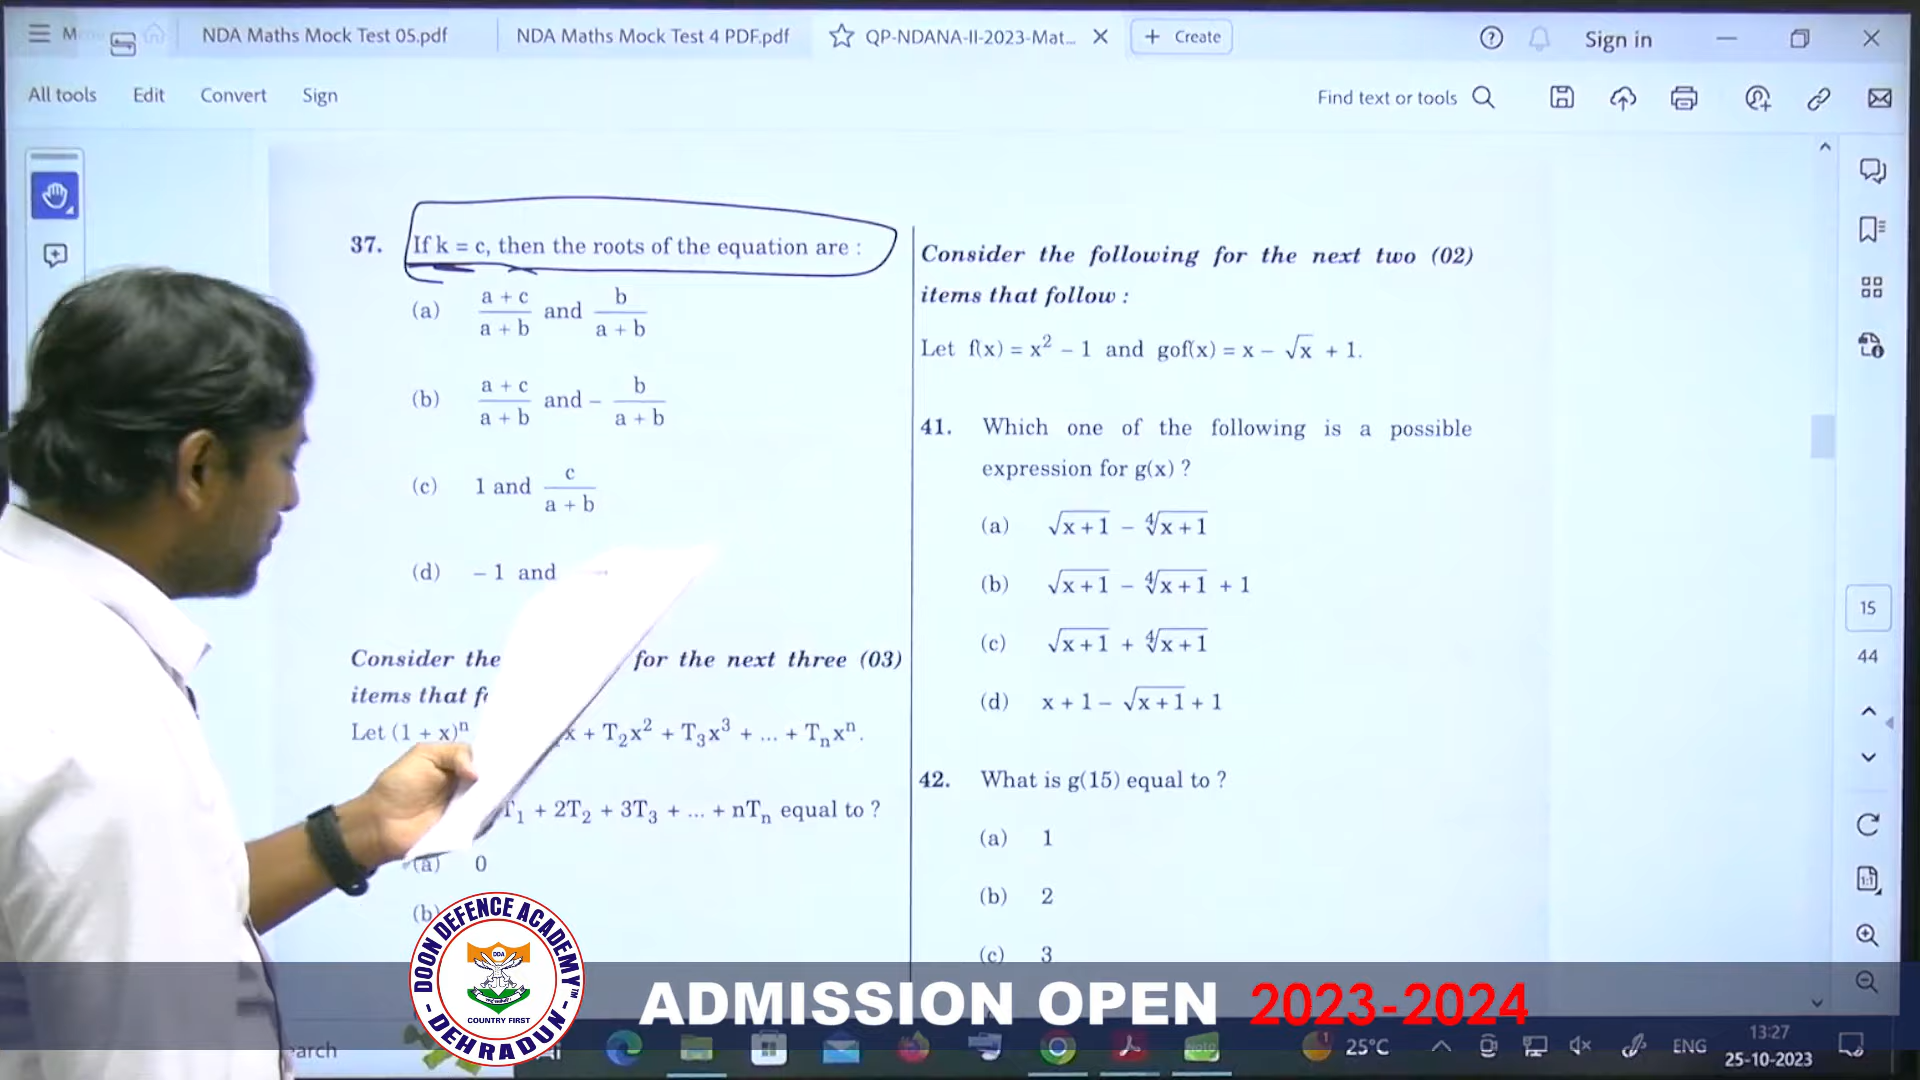 NDA Maths Mock Test 05.pdf
NDA Maths Mock Test 4 PDF.pdf
QP-NDANA-II-2023-Mat...
+ Create
Sign in
All tools
Edit
Convert
Sign
Find text or tools
37. If k = c, then the roots of the equation are :
(a) (a + c)/(a + b) and b/(a + b)
(b) (a + c)/(a + b) and – b/(a + b)
(c) 1 and c/(a + b)
(d) – 1 and
Consider the for the next three (03)
items that
Let (1 + x)ⁿ x + T₂x² + T₃x³ + ... + Tₙxⁿ.
T₁ + 2T₂ + 3T₃ + ... + nTₙ equal to ?
(a) 0
(b)
Consider the following for the next two (02)
items that follow :
Let f(x) = x² – 1 and gof(x) = x – √x + 1.
41. Which one of the following is a possible
expression for g(x) ?
(a) √(x + 1) – ∜(x + 1)
(b) √(x + 1) – ∜(x + 1) + 1
(c) √(x + 1) + ∜(x + 1)
(d) x + 1 – √(x + 1) + 1
42. What is g(15) equal to ?
(a) 1
(b) 2
(c) 3
15
44
DOON DEFENCE ACADEMY™
- DEHRADUN -
DDA
COUNTRY FIRST
ADMISSION OPEN 2023-2024
25°C
ENG
13:27
25-10-2023